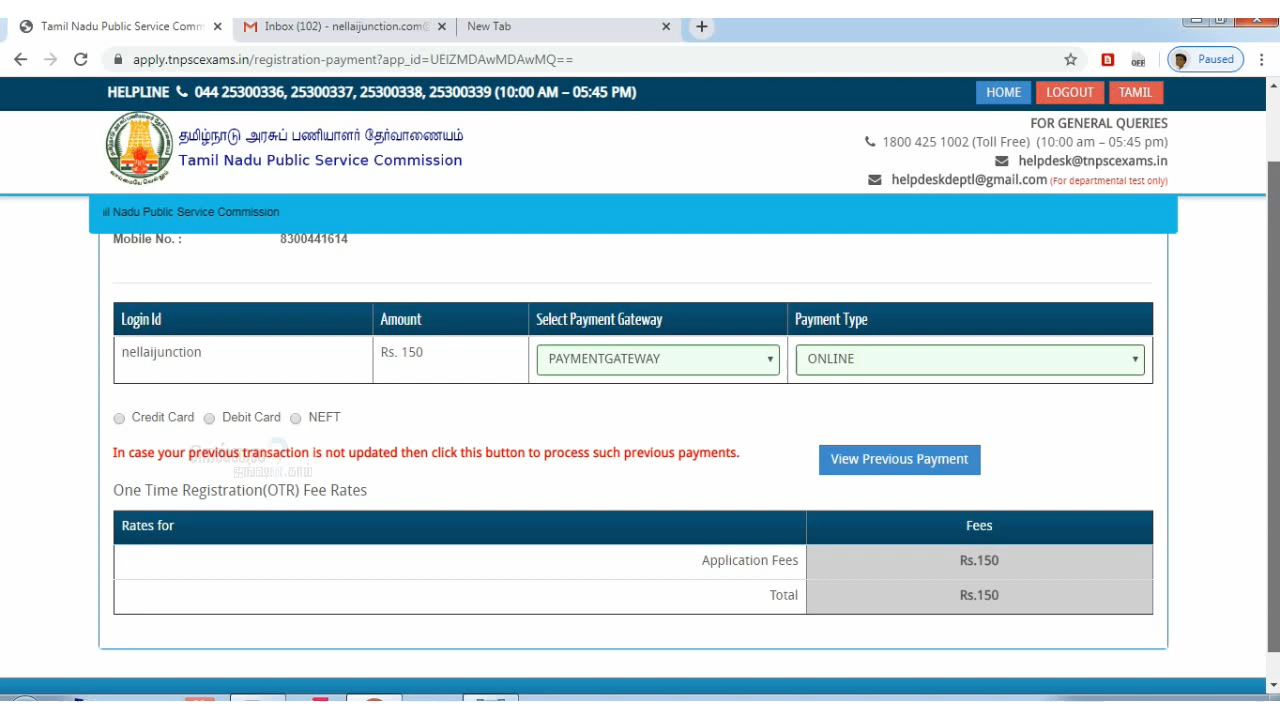 Tamil Nadu Public Service Comm
Inbox (102) - nellaijunction.com@
New Tab
apply.tnpscexams.in/registration-payment?app_id=UEIZMDAwMDAwMQ==
OFF
Paused
HELPLINE 044 25300336, 25300337, 25300338, 25300339 (10:00 AM – 05:45 PM)
HOME
LOGOUT
TAMIL
தமிழ்நாடு அரசுப் பணியாளர் தேர்வாணையம்
Tamil Nadu Public Service Commission
FOR GENERAL QUERIES
1800 425 1002 (Toll Free) (10:00 am – 05:45 pm)
helpdesk@tnpscexams.in
helpdeskdeptl@gmail.com (For departmental test only)
il Nadu Public Service Commission
Mobile No. : 8300441614
Login Id Amount Select Payment Gateway Payment Type
nellaijunction Rs. 150 PAYMENTGATEWAY ONLINE
Credit Card Debit Card NEFT
In case your previous transaction is not updated then click this button to process such previous payments.
View Previous Payment
One Time Registration(OTR) Fee Rates
Rates for Fees
Application Fees Rs.150
Total Rs.150